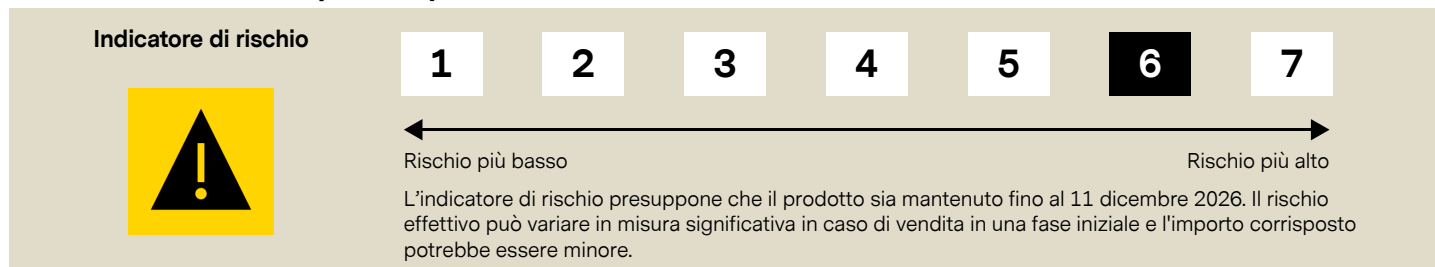 Indicatore di rischio
1 2 3 4 5 6 7
Rischio più basso
Rischio più alto
L'indicatore di rischio presuppone che il prodotto sia mantenuto fino al 11 dicembre 2026. Il rischio
effettivo può variare in misura significativa in caso di vendita in una fase iniziale e l'importo corrisposto
potrebbe essere minore.